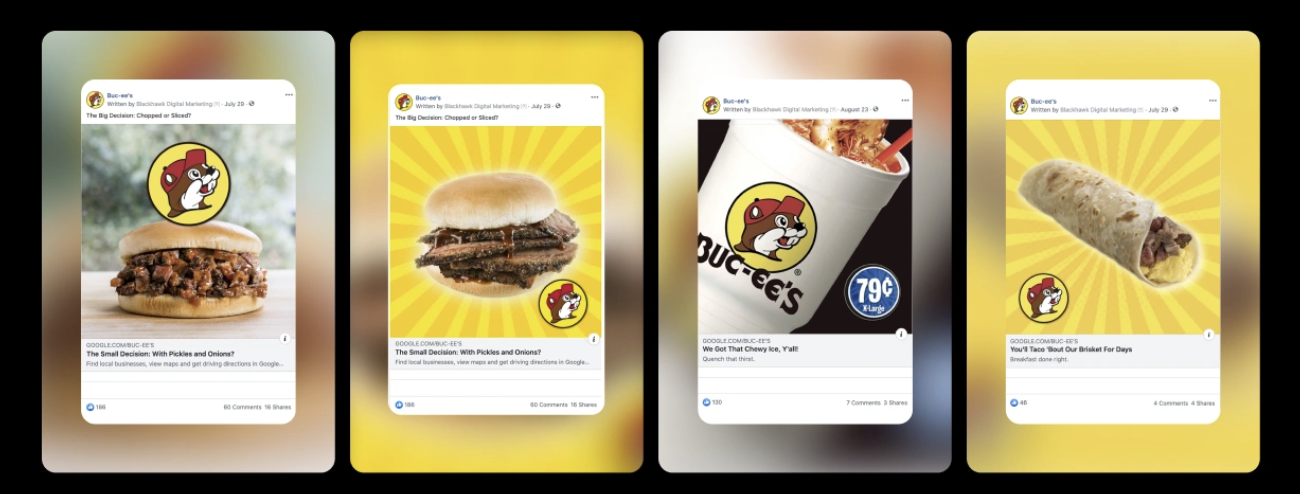 Buc-ee's
Written by Blackhawk Digital Marketing [?] · July 29 ·
The Big Decision: Chopped or Sliced?
GOOGLE.COM/BUC-EE'S
The Small Decision: With Pickles and Onions?
Find local businesses, view maps and get driving directions in Google...
166
60 Comments 16 Shares
Buc-ee's
Written by Blackhawk Digital Marketing [?] · July 29 ·
The Big Decision: Chopped or Sliced?
GOOGLE.COM/BUC-EE'S
The Small Decision: With Pickles and Onions?
Find local businesses, view maps and get driving directions in Google...
166
60 Comments 16 Shares
Buc-ee's
Written by Blackhawk Digital Marketing [?] · August 23 ·
BUC-EE'S®
79¢
X-Large
GOOGLE.COM/BUC-EE'S
We Got That Chewy Ice, Y'all!
Quench that thirst.
130
7 Comments 3 Shares
Buc-ee's
Written by Blackhawk Digital Marketing [?] · July 29 ·
GOOGLE.COM/BUC-EE'S
You'll Taco 'Bout Our Brisket For Days
Breakfast done right.
46
4 Comments 4 Shares